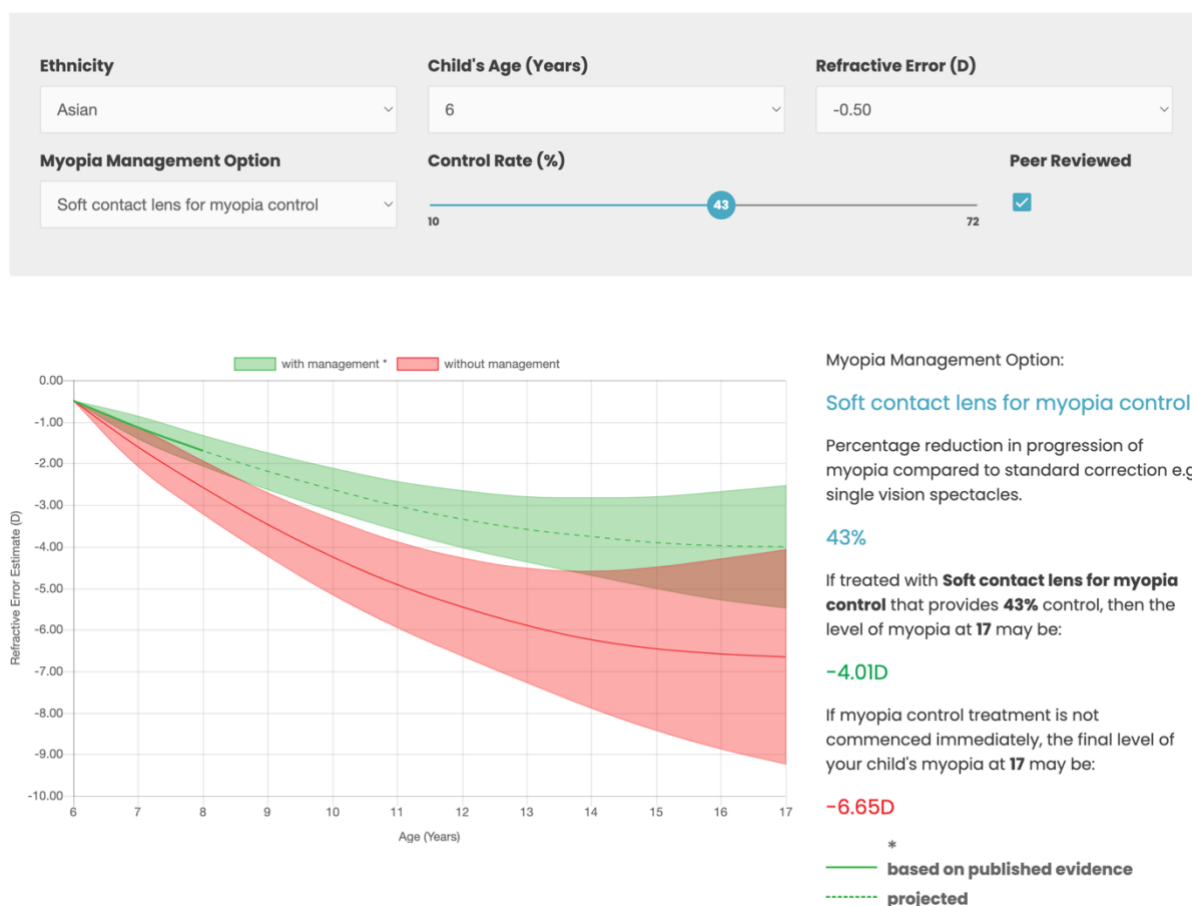 Ethnicity
Child's Age (Years)
Refractive Error (D)
Asian
6
-0.50
Myopia Management Option
Control Rate (%)
Peer Reviewed
Soft contact lens for myopia control
43
10
72
with management *
without management
0.00
-1.00
-2.00
-3.00
-4.00
-5.00
-6.00
-7.00
-8.00
-9.00
-10.00
Refractive Error Estimate (D)
6 7 8 9 10 11 12 13 14 15 16 17
Age (Years)
Myopia Management Option:
Soft contact lens for myopia control
Percentage reduction in progression of
myopia compared to standard correction e.g
single vision spectacles.
43%
If treated with Soft contact lens for myopia
control that provides 43% control, then the
level of myopia at 17 may be:
-4.01D
If myopia control treatment is not
commenced immediately, the final level of
your child's myopia at 17 may be:
-6.65D
*
based on published evidence
projected